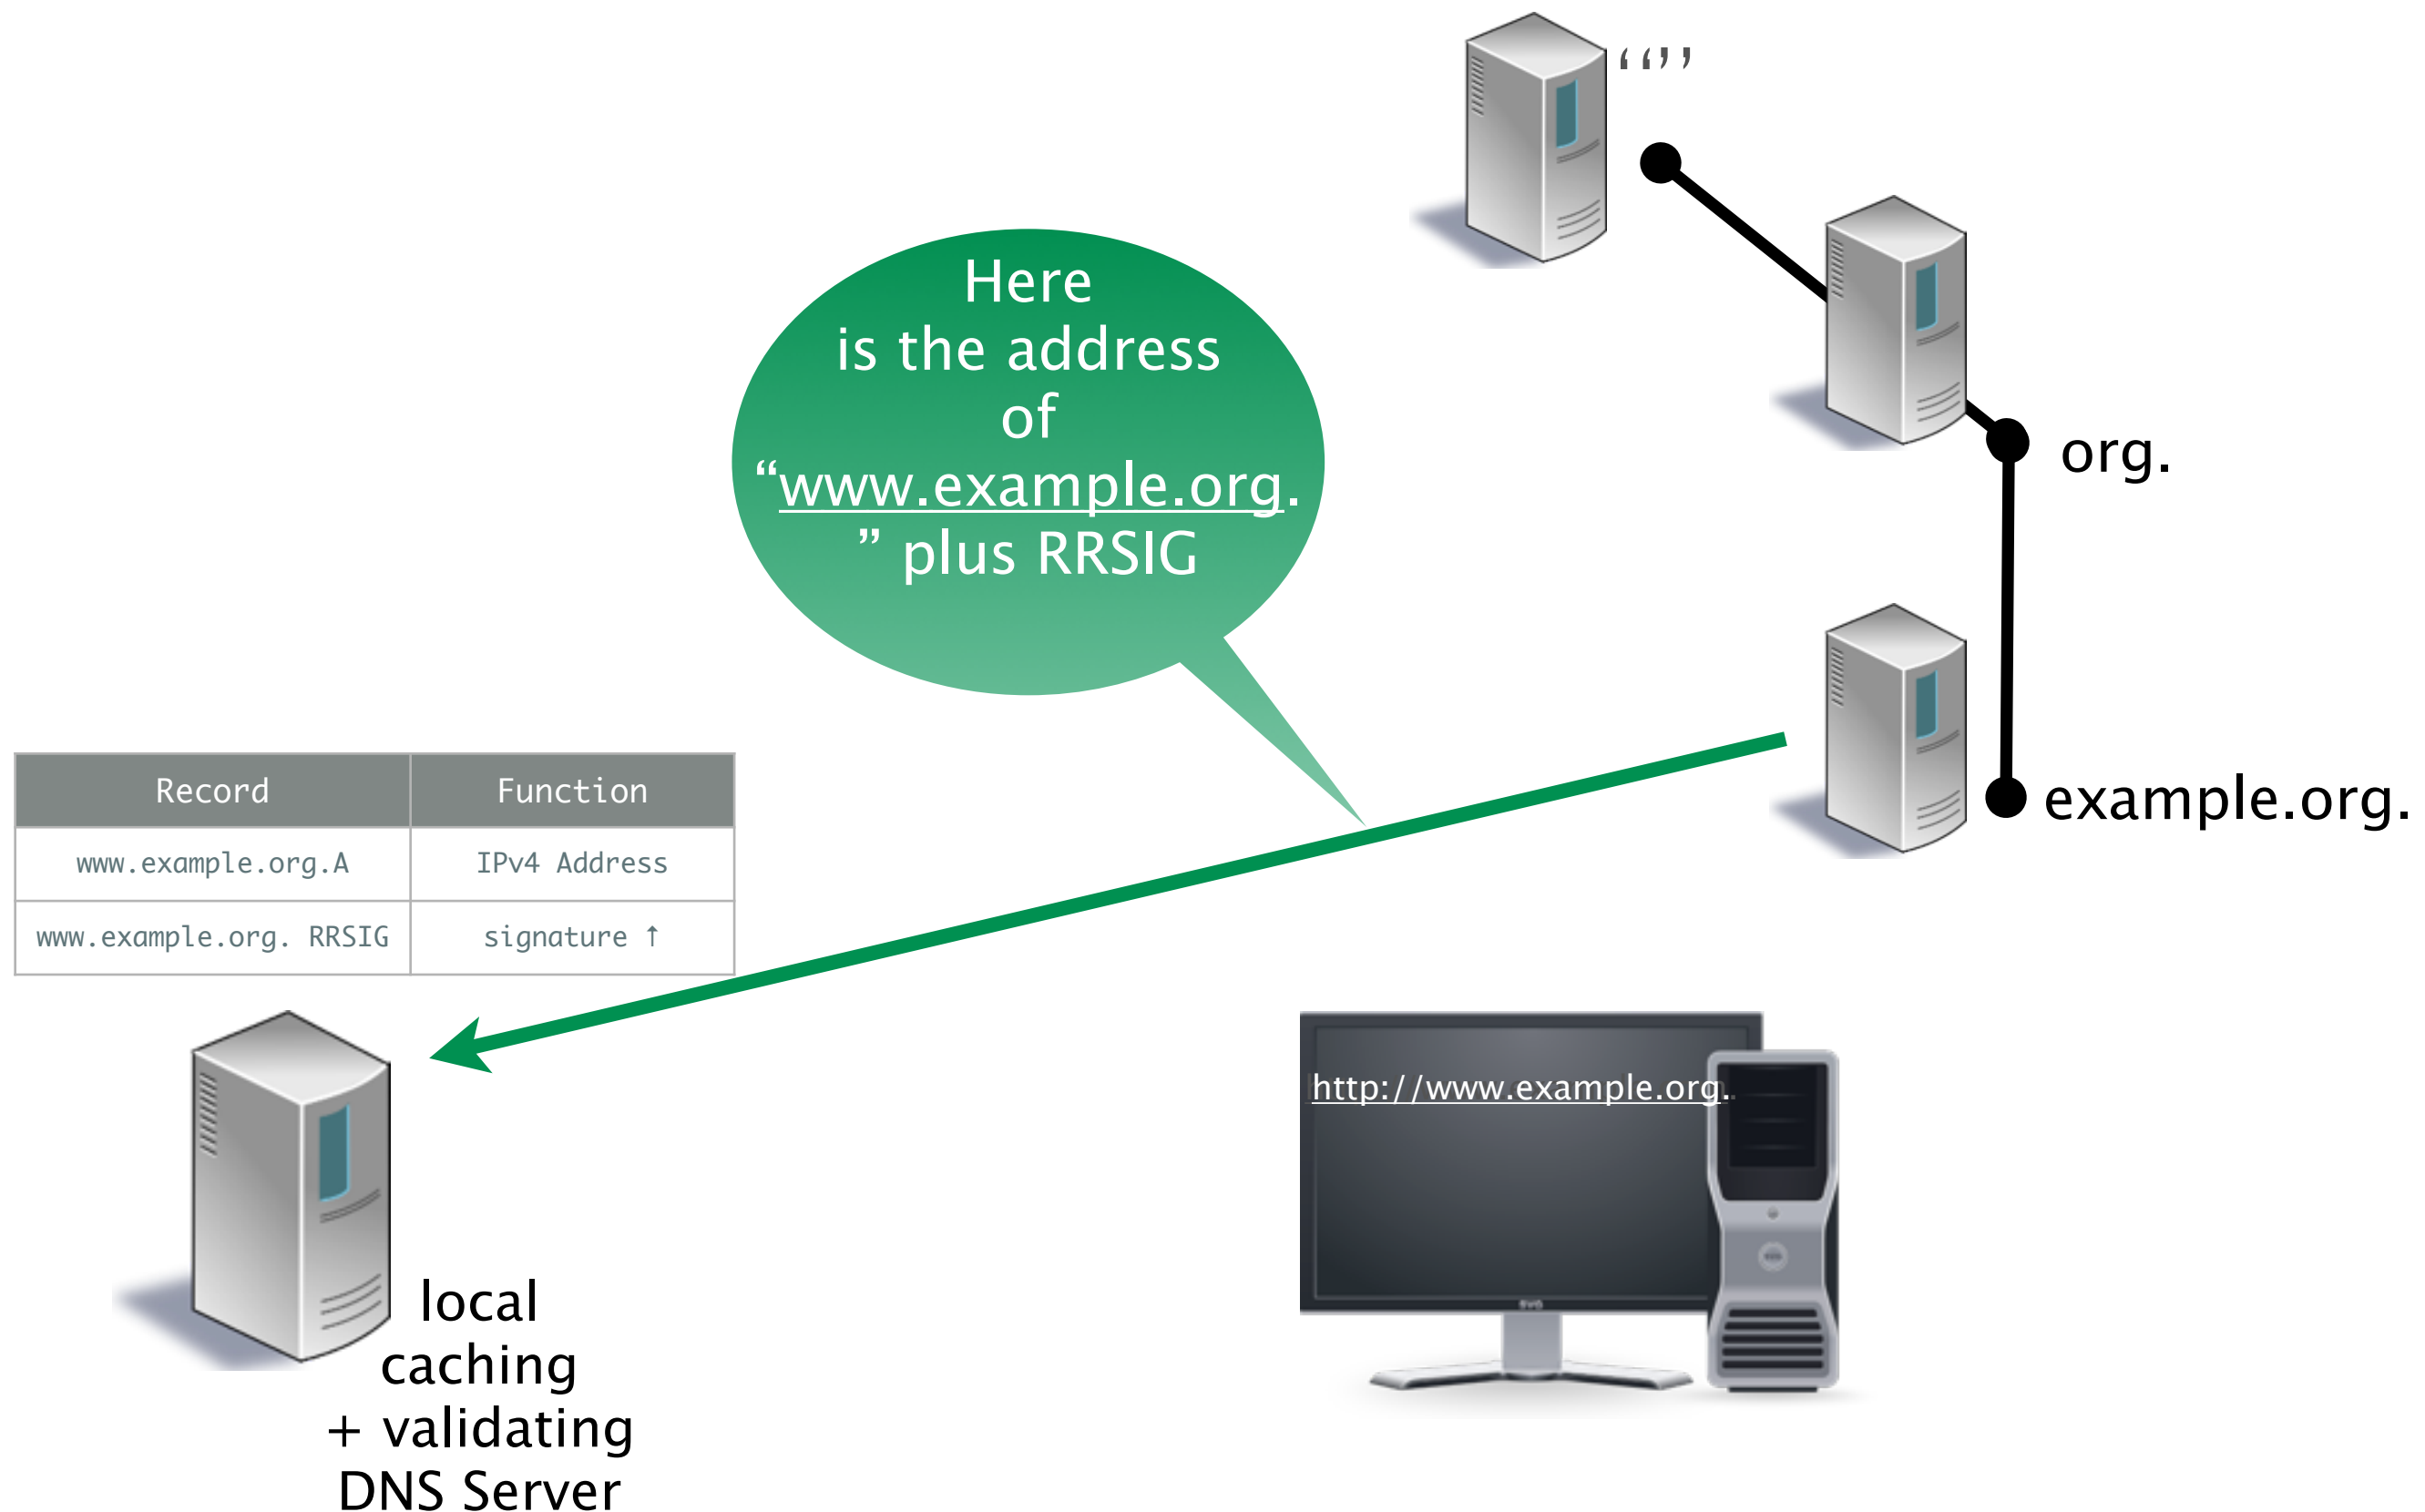 “”
Here
is the address
of
“www.example.org.
” plus RRSIG
org.
example.org.
Record Function
www.example.org.A IPv4 Address
www.example.org. RRSIG signature ↑
http://www.example.org.
local
caching
+ validating
DNS Server